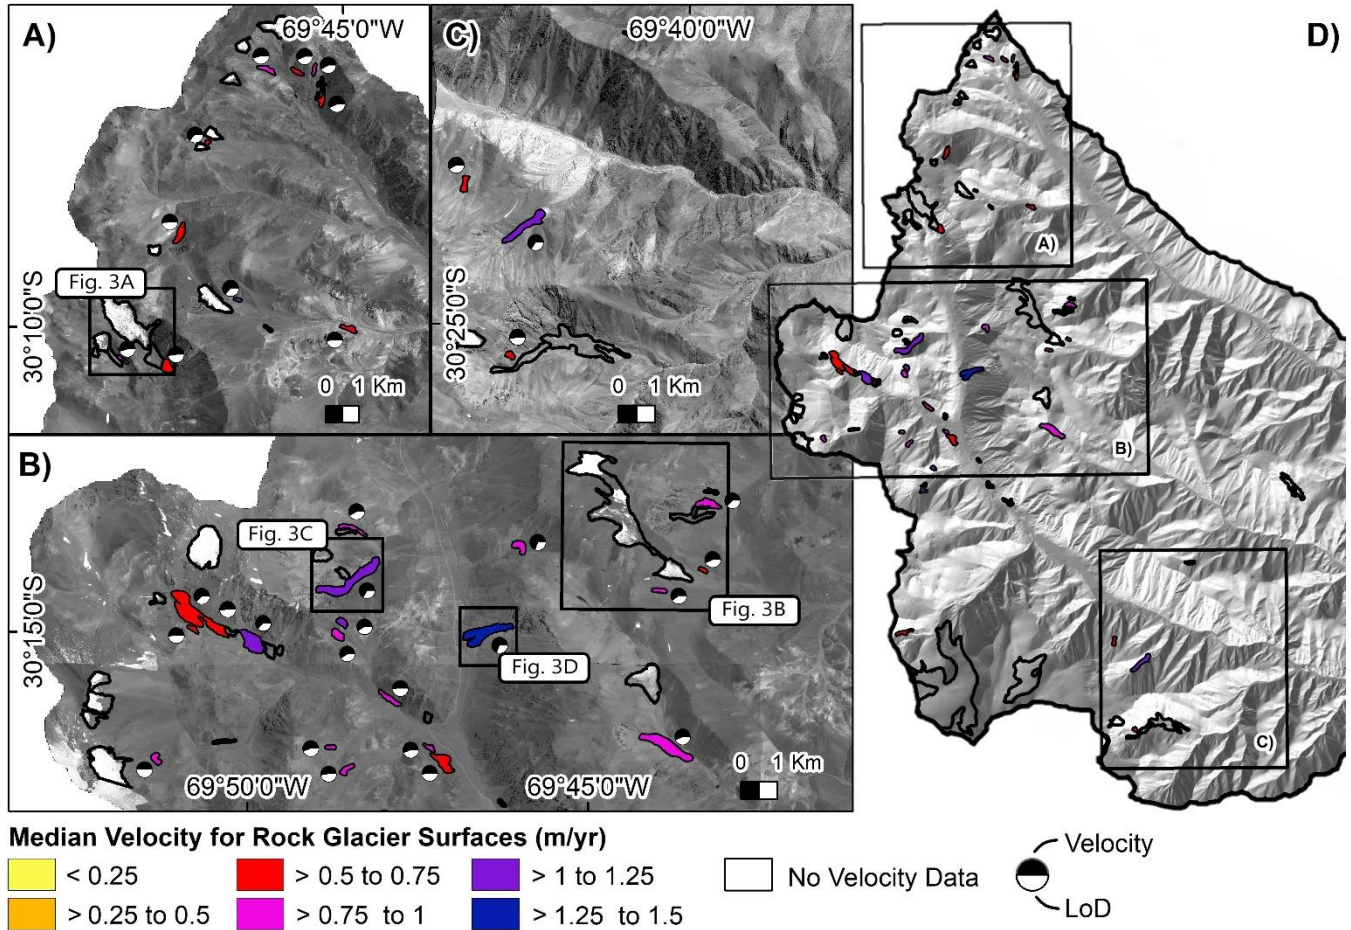 A)
69°45'0"W
C)
69°40'0"W
D)
Fig. 3A
30°10'0"S
30°25'0"S
0 1 Km
0 1 Km
A)
B)
C)
B)
Fig. 3C
Fig. 3B
Fig. 3D
30°15'0"S
69°50'0"W
69°45'0"W
0 1 Km
Median Velocity for Rock Glacier Surfaces (m/yr)
< 0.25
> 0.5 to 0.75
> 1 to 1.25
No Velocity Data
Velocity
> 0.25 to 0.5
> 0.75 to 1
> 1.25 to 1.5
LoD